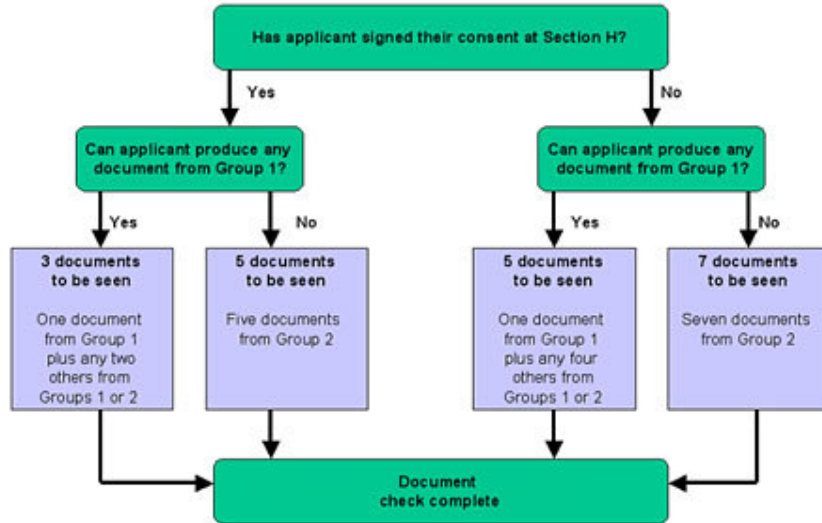 Has applicant signed their consent at Section H?
Yes
No
Can applicant produce any
document from Group 1?
Can applicant produce any
document from Group 1?
Yes
No
Yes
No
3 documents
to be seen
One document
from Group 1
plus any two
others from
Groups 1 or 2
5 documents
to be seen
Five documents
from Group 2
5 documents
to be seen
One document
from Group 1
plus any four
others from
Groups 1 or 2
7 documents
to be seen
Seven documents
from Group 2
Document
check complete